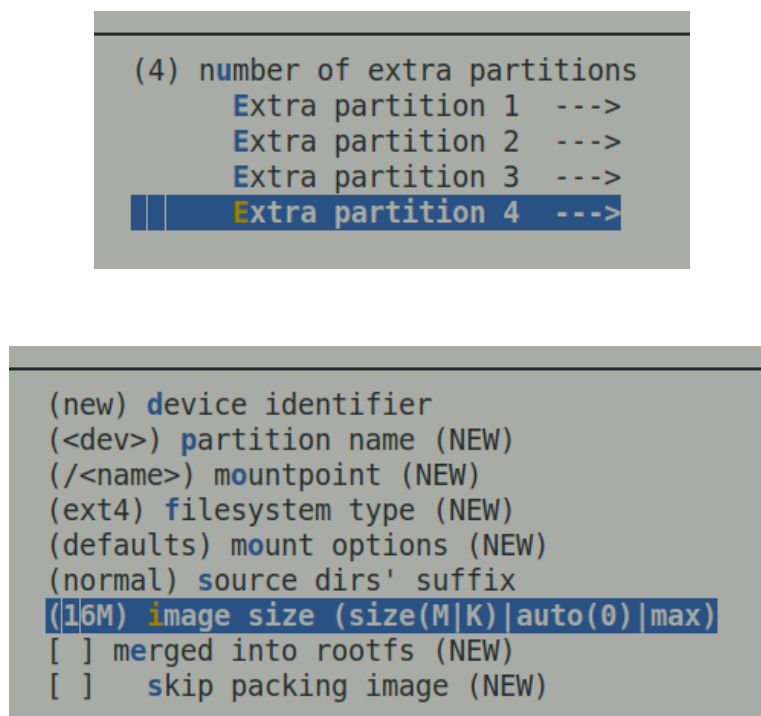 (4) number of extra partitions
Extra partition 1 --->
Extra partition 2 --->
Extra partition 3 --->
Extra partition 4 --->
(new) device identifier
(<dev>) partition name (NEW)
(/<name>) mountpoint (NEW)
(ext4) filesystem type (NEW)
(defaults) mount options (NEW)
(normal) source dirs' suffix
(16M) image size (size(M|K)|auto(0)|max)
[ ] merged into rootfs (NEW)
[ ] skip packing image (NEW)